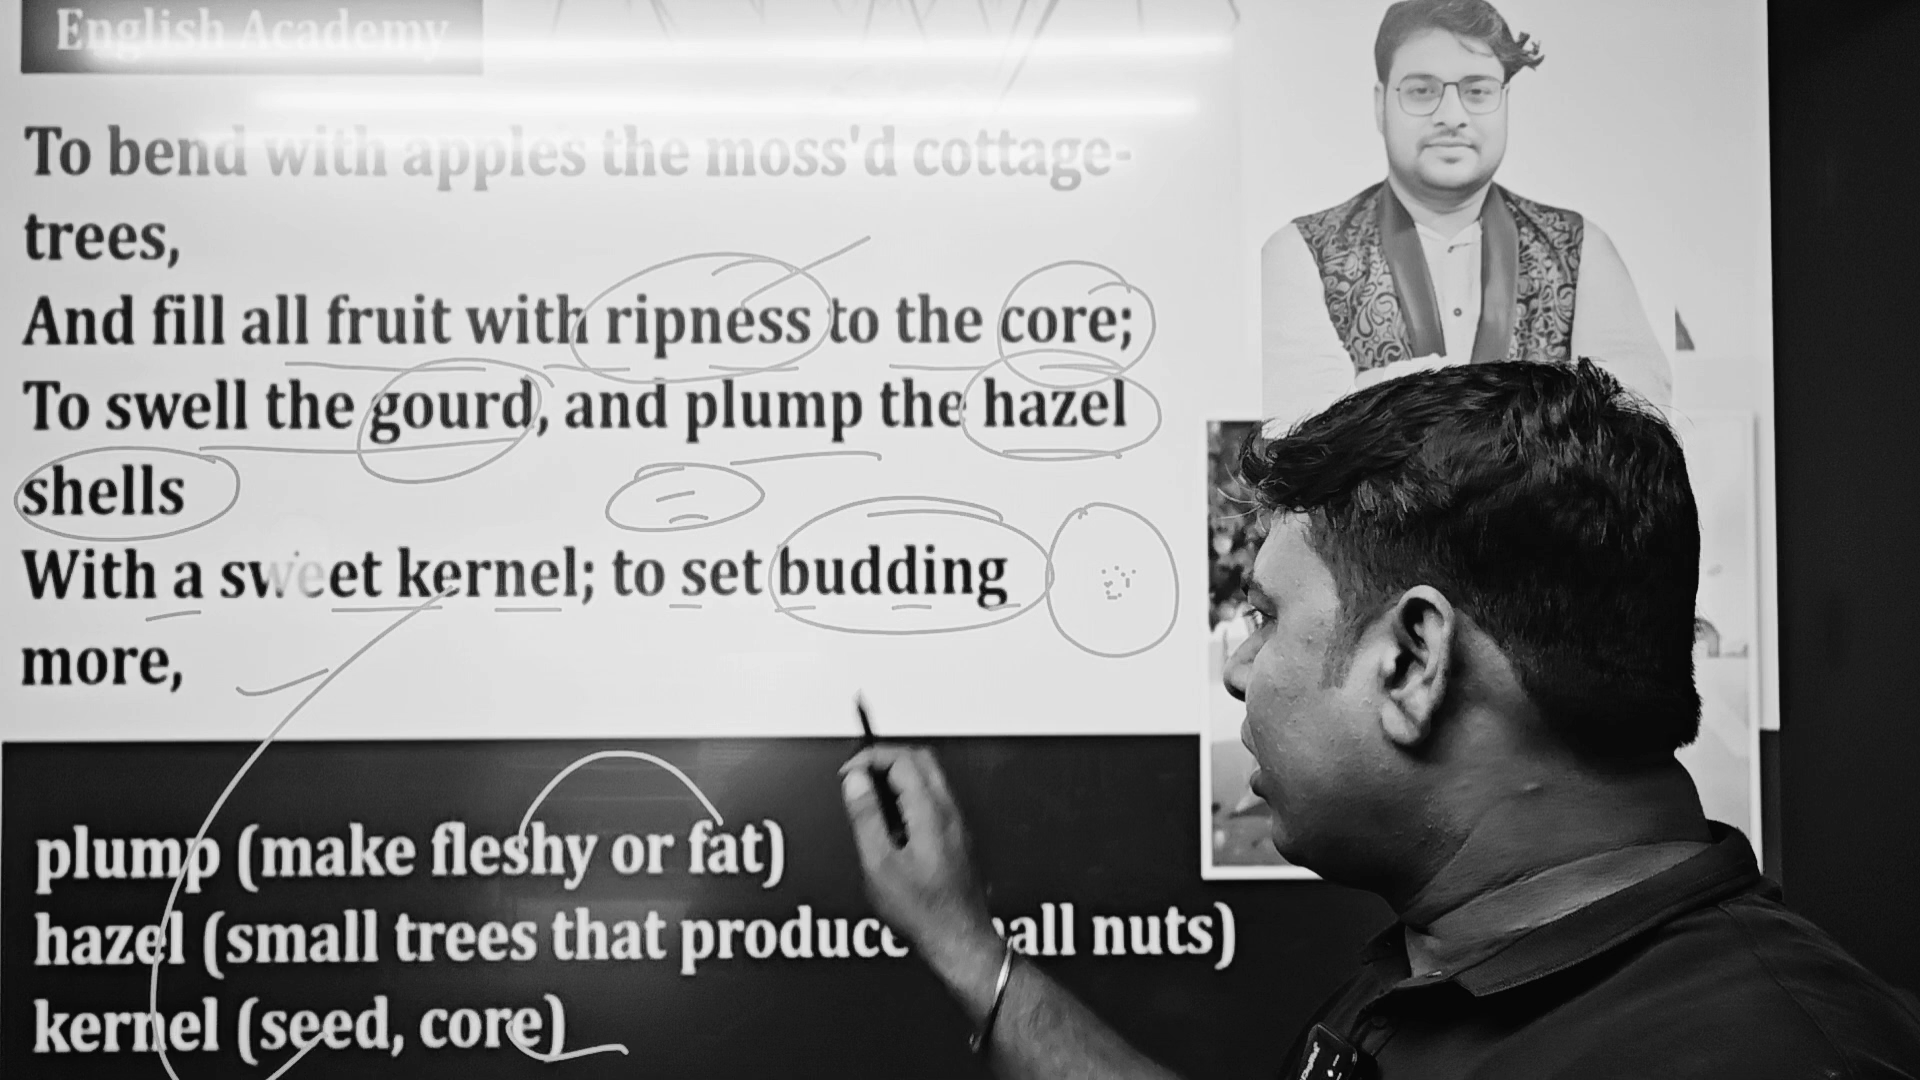 English Academy
To bend with apples the moss'd cottage-
trees,
And fill all fruit with ripness to the core;
To swell the gourd, and plump the hazel
shells
With a sweet kernel; to set budding
more,
plump (make fleshy or fat)
hazel (small trees that produce small nuts)
kernel (seed, core)